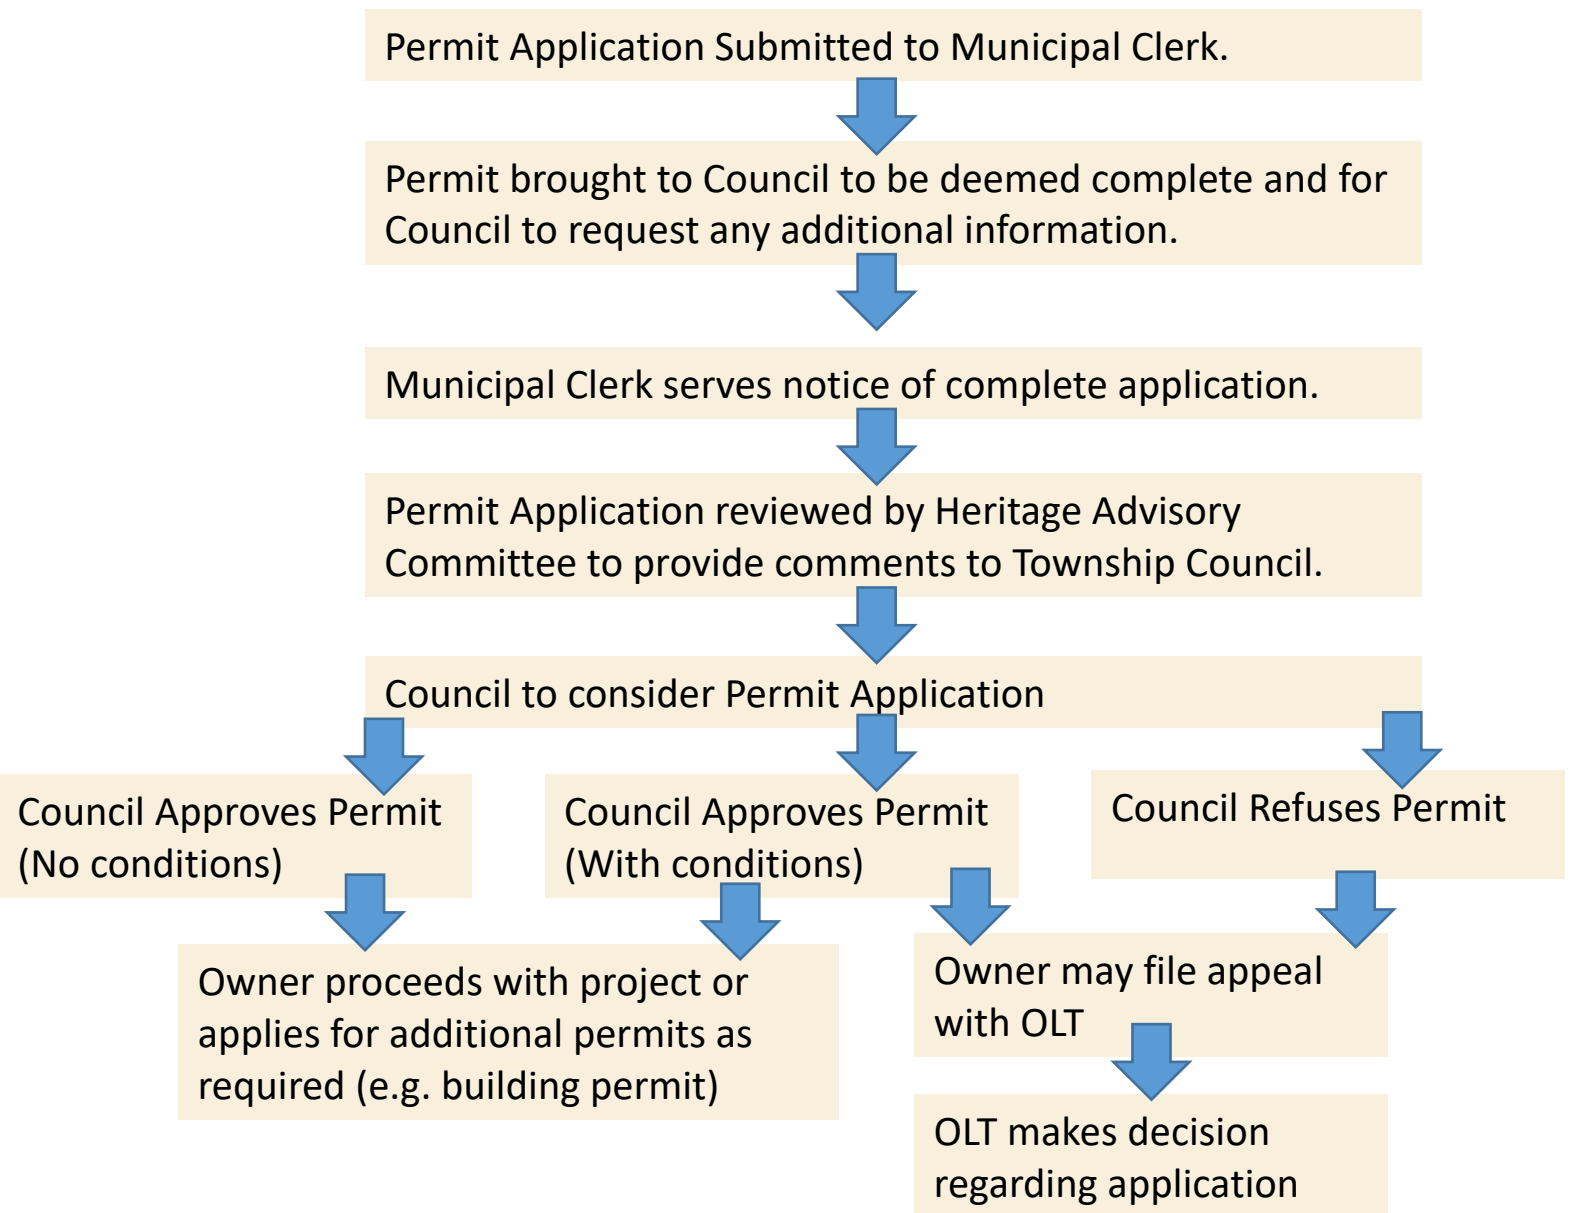 Permit Application Submitted to Municipal Clerk.
Permit brought to Council to be deemed complete and for
Council to request any additional information.
Municipal Clerk serves notice of complete application.
Permit Application reviewed by Heritage Advisory
Committee to provide comments to Township Council.
Council to consider Permit Application
Council Approves Permit
(No conditions)
Council Approves Permit
(With conditions)
Council Refuses Permit
Owner proceeds with project or
applies for additional permits as
required (e.g. building permit)
Owner may file appeal
with OLT
OLT makes decision
regarding application